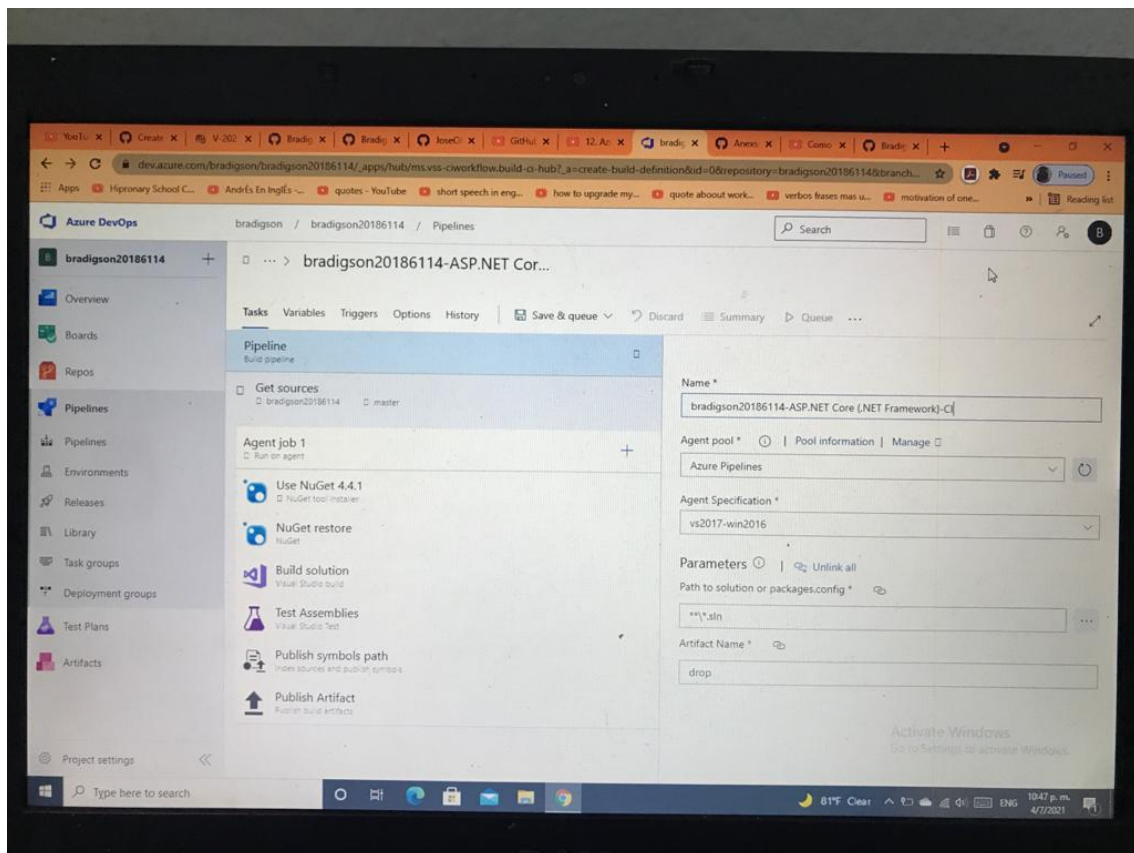 YouTu
Create
V-202
Bradig
Bradig
GitHu
12. An
bradig
Anexo
Como
Bradig
dev.azure.com/bradigson/bradigson20186114/_apps/hub/ms.vss-ciworkflow.build-ci-hub?_a=create-build-definition&id=0&repository=bradigson20186114&branch...
Paused
Apps
Hipronary School C...
AndrEs En InglEs -...
quotes - YouTube
short speech in eng...
how to upgrade my...
quote aboout work...
verbos frases mas u...
motivation of one...
»
Reading list
Azure DevOps
bradigson / bradigson20186114 / Pipelines
Search
B
B bradigson20186114 +
... > bradigson20186114-ASP.NET Cor...
Overview
Boards
Repos
Pipelines
Pipelines
Environments
Releases
Library
Task groups
Deployment groups
Test Plans
Artifacts
Project settings
Tasks Variables Triggers Options History Save & queue Discard Summary Queue ...
Pipeline
Build pipeline
Get sources
bradigson20186114 master
Agent job 1 +
Run on agent
Use NuGet 4.4.1
NuGet tool installer
NuGet restore
NuGet
Build solution
Visual Studio build
Test Assemblies
Visual Studio Test
Publish symbols path
Index sources and publish symbols
Publish Artifact
Publish build artifacts
Name *
bradigson20186114-ASP.NET Core (.NET Framework)-CI
Agent pool * | Pool information | Manage
Azure Pipelines
Agent Specification *
vs2017-win2016
Parameters | Unlink all
Path to solution or packages.config *
**\*.sln
...
Artifact Name *
drop
Activate Windows
Go to Settings to activate Windows.
Type here to search
81°F Clear
ENG
10:47 p. m.
4/7/2021